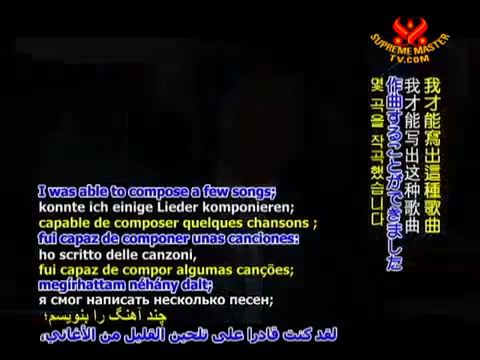 SUPREME MASTER
TV.COM
我才能寫出這種歌曲
我才能写出这种歌曲
作曲することができました
몇 곡을 작곡했습니다
I was able to compose a few songs;
konnte ich einige Lieder komponieren;
capable de composer quelques chansons ;
fui capaz de componer unas canciones:
ho scritto delle canzoni,
fui capaz de compor algumas canções;
megírhattam néhány dalt;
я смог написать несколько песен;
چند آهنگ را بنویسم؛
لقد كنت قادرا على تلحين القليل من الأغاني،